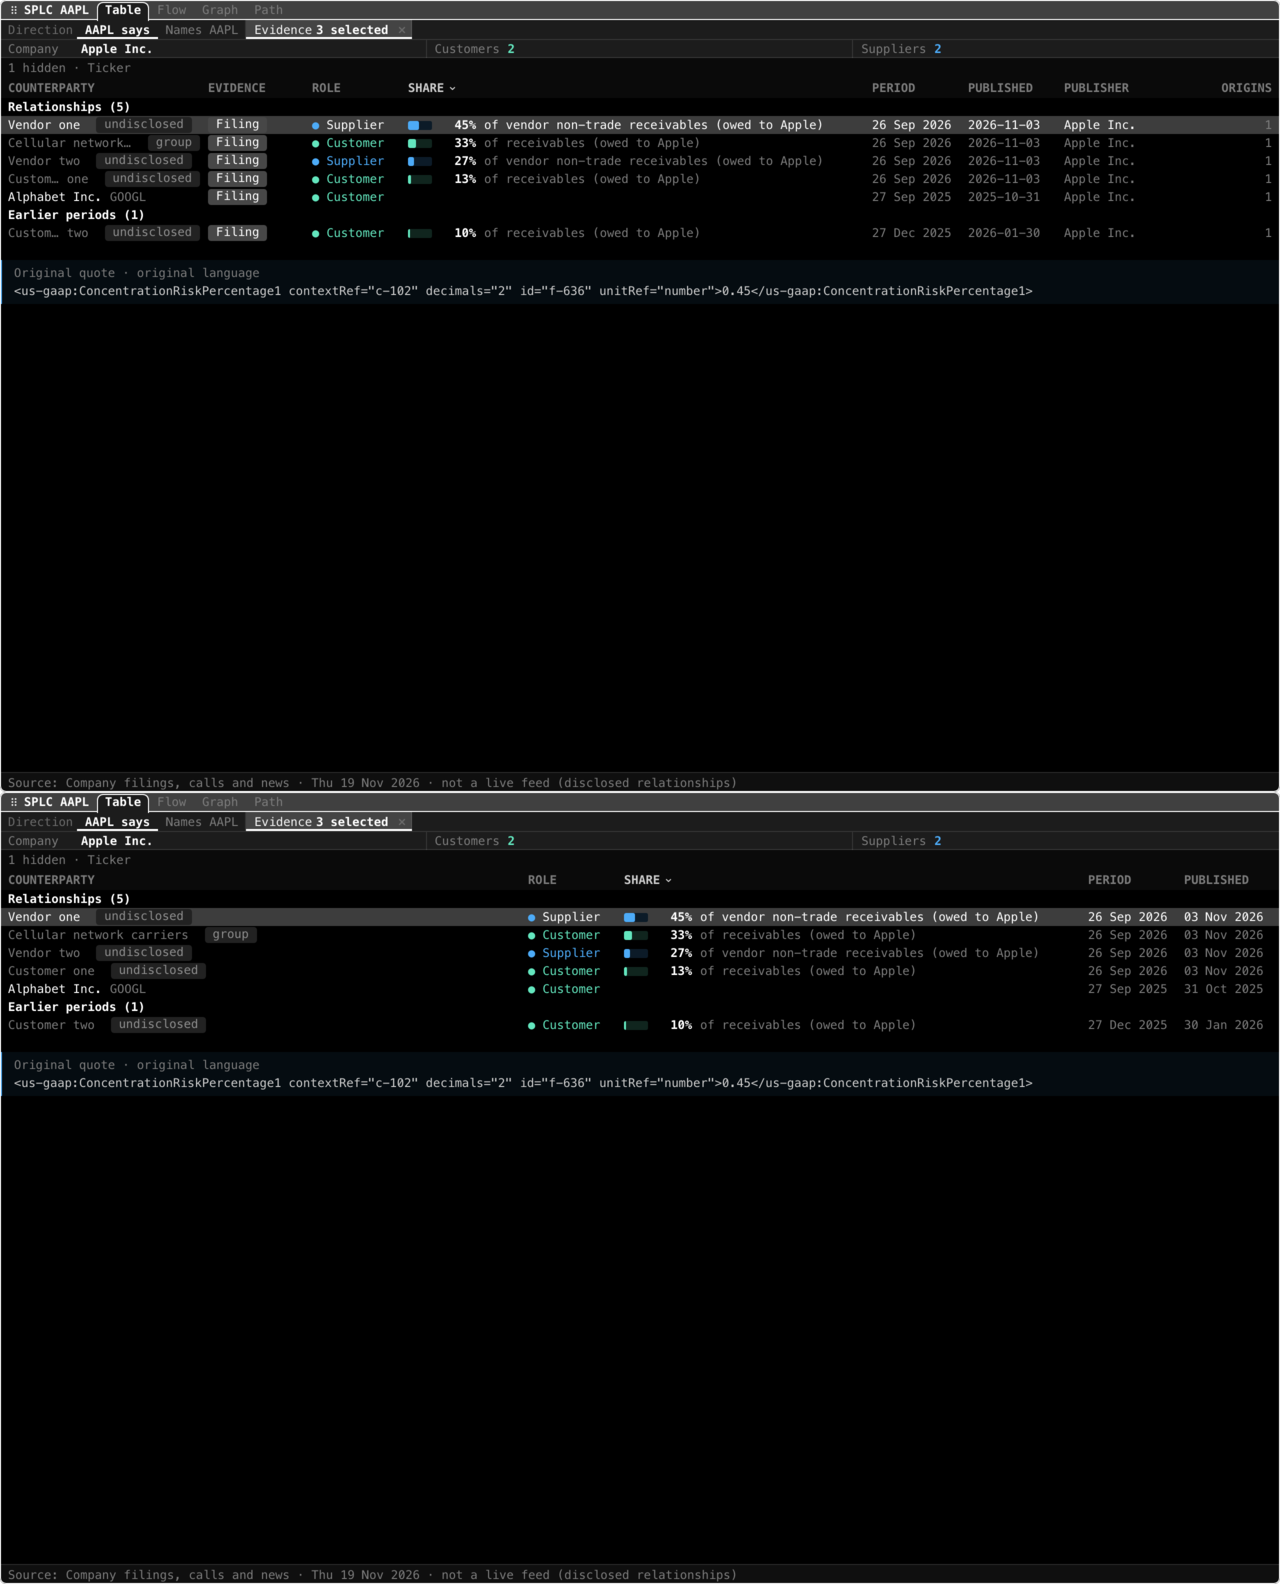 ⠿ SPLC AAPL Table Flow Graph Path
Direction AAPL says Names AAPL Evidence 3 selected ×
Company Apple Inc. Customers 2 Suppliers 2
1 hidden · Ticker
COUNTERPARTY EVIDENCE ROLE SHARE ⌄ PERIOD PUBLISHED PUBLISHER ORIGINS
Relationships (5)
Vendor one undisclosed Filing ● Supplier 45% of vendor non-trade receivables (owed to Apple) 26 Sep 2026 2026-11-03 Apple Inc. 1
Cellular network… group Filing ● Customer 33% of receivables (owed to Apple) 26 Sep 2026 2026-11-03 Apple Inc. 1
Vendor two undisclosed Filing ● Supplier 27% of vendor non-trade receivables (owed to Apple) 26 Sep 2026 2026-11-03 Apple Inc. 1
Custom… one undisclosed Filing ● Customer 13% of receivables (owed to Apple) 26 Sep 2026 2026-11-03 Apple Inc. 1
Alphabet Inc. GOOGL Filing ● Customer 27 Sep 2025 2025-10-31 Apple Inc. 1
Earlier periods (1)
Custom… two undisclosed Filing ● Customer 10% of receivables (owed to Apple) 27 Dec 2025 2026-01-30 Apple Inc. 1
Original quote · original language
<us-gaap:ConcentrationRiskPercentage1 contextRef="c-102" decimals="2" id="f-636" unitRef="number">0.45</us-gaap:ConcentrationRiskPercentage1>
Source: Company filings, calls and news · Thu 19 Nov 2026 · not a live feed (disclosed relationships)
⠿ SPLC AAPL Table Flow Graph Path
Direction AAPL says Names AAPL Evidence 3 selected ×
Company Apple Inc. Customers 2 Suppliers 2
1 hidden · Ticker
COUNTERPARTY ROLE SHARE ⌄ PERIOD PUBLISHED
Relationships (5)
Vendor one undisclosed ● Supplier 45% of vendor non-trade receivables (owed to Apple) 26 Sep 2026 03 Nov 2026
Cellular network carriers group ● Customer 33% of receivables (owed to Apple) 26 Sep 2026 03 Nov 2026
Vendor two undisclosed ● Supplier 27% of vendor non-trade receivables (owed to Apple) 26 Sep 2026 03 Nov 2026
Customer one undisclosed ● Customer 13% of receivables (owed to Apple) 26 Sep 2026 03 Nov 2026
Alphabet Inc. GOOGL ● Customer 27 Sep 2025 31 Oct 2025
Earlier periods (1)
Customer two undisclosed ● Customer 10% of receivables (owed to Apple) 27 Dec 2025 30 Jan 2026
Original quote · original language
<us-gaap:ConcentrationRiskPercentage1 contextRef="c-102" decimals="2" id="f-636" unitRef="number">0.45</us-gaap:ConcentrationRiskPercentage1>
Source: Company filings, calls and news · Thu 19 Nov 2026 · not a live feed (disclosed relationships)